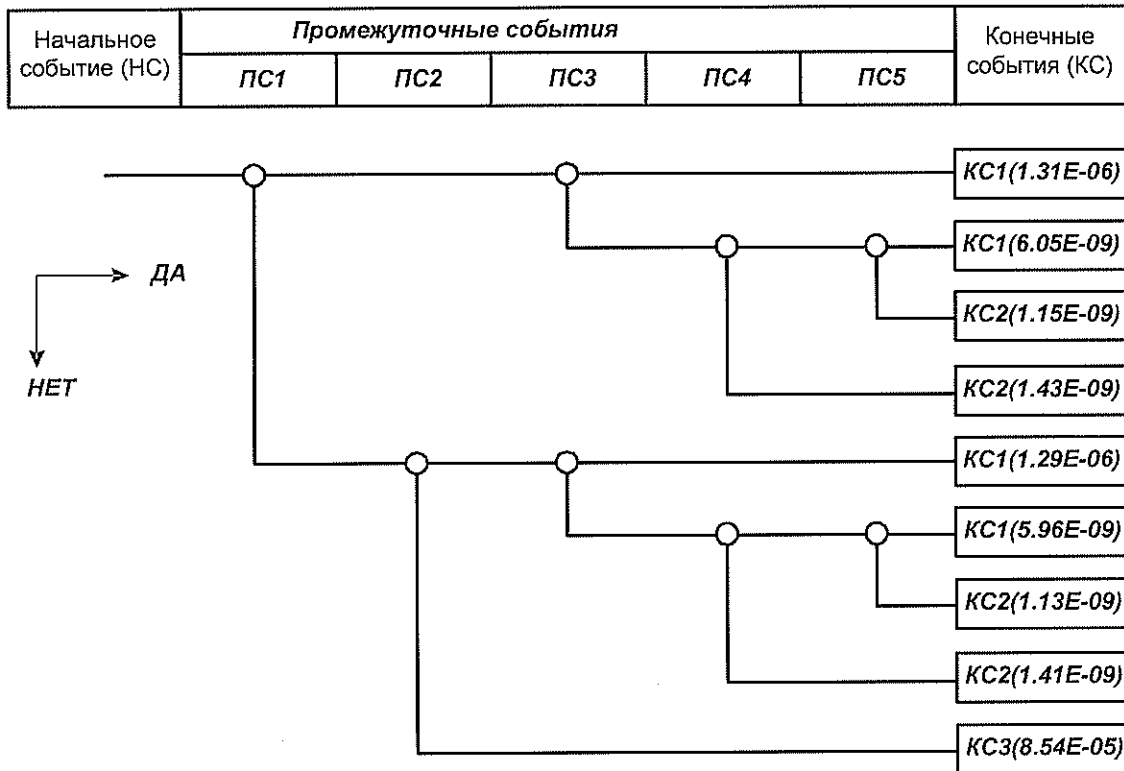 Начальное
событие (НС)
Промежуточные события
Конечные
события (КС)
ПС1 ПС2 ПС3 ПС4 ПС5
КС1(1.31E-06)
КС1(6.05E-09)
ДА
КС2(1.15E-09)
НЕТ
КС2(1.43E-09)
КС1(1.29E-06)
КС1(5.96E-09)
КС2(1.13E-09)
КС2(1.41E-09)
КС3(8.54E-05)